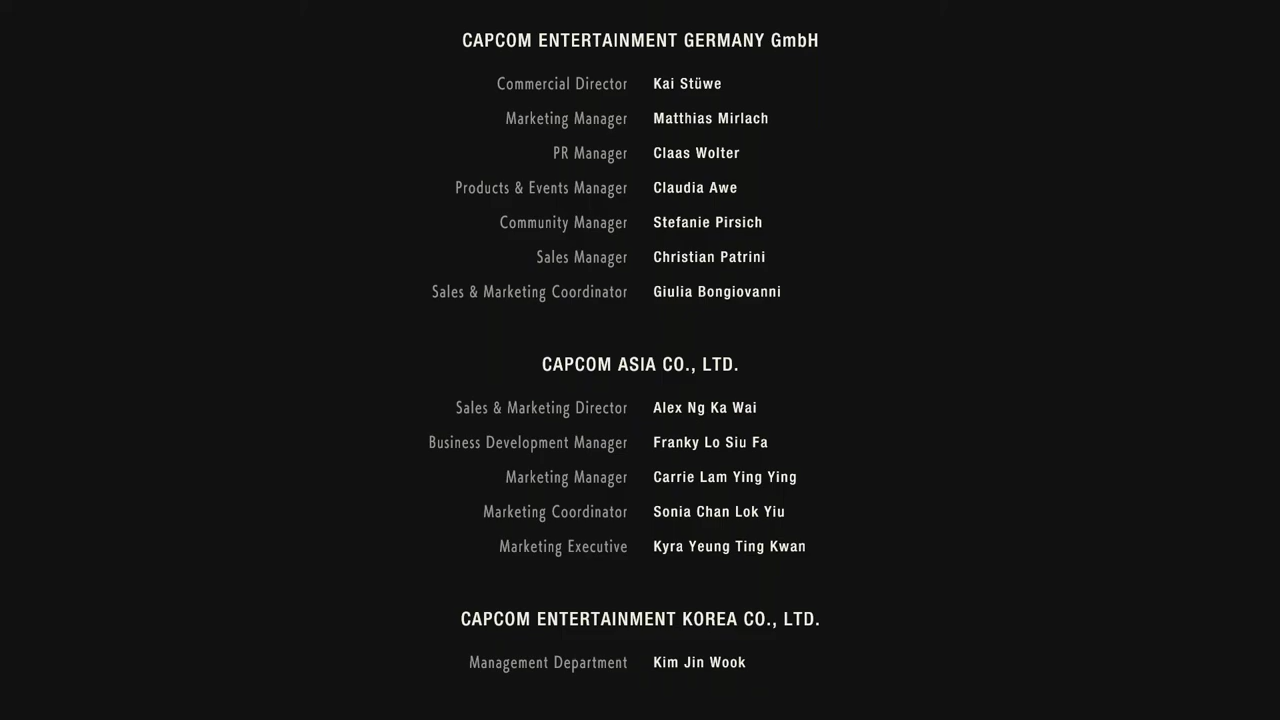 CAPCOM ENTERTAINMENT GERMANY GmbH
Commercial Director Kai Stüwe
Marketing Manager Matthias Mirlach
PR Manager Claas Wolter
Products & Events Manager Claudia Awe
Community Manager Stefanie Pirsich
Sales Manager Christian Patrini
Sales & Marketing Coordinator Giulia Bongiovanni
CAPCOM ASIA CO., LTD.
Sales & Marketing Director Alex Ng Ka Wai
Business Development Manager Franky Lo Siu Fa
Marketing Manager Carrie Lam Ying Ying
Marketing Coordinator Sonia Chan Lok Yiu
Marketing Executive Kyra Yeung Ting Kwan
CAPCOM ENTERTAINMENT KOREA CO., LTD.
Management Department Kim Jin Wook